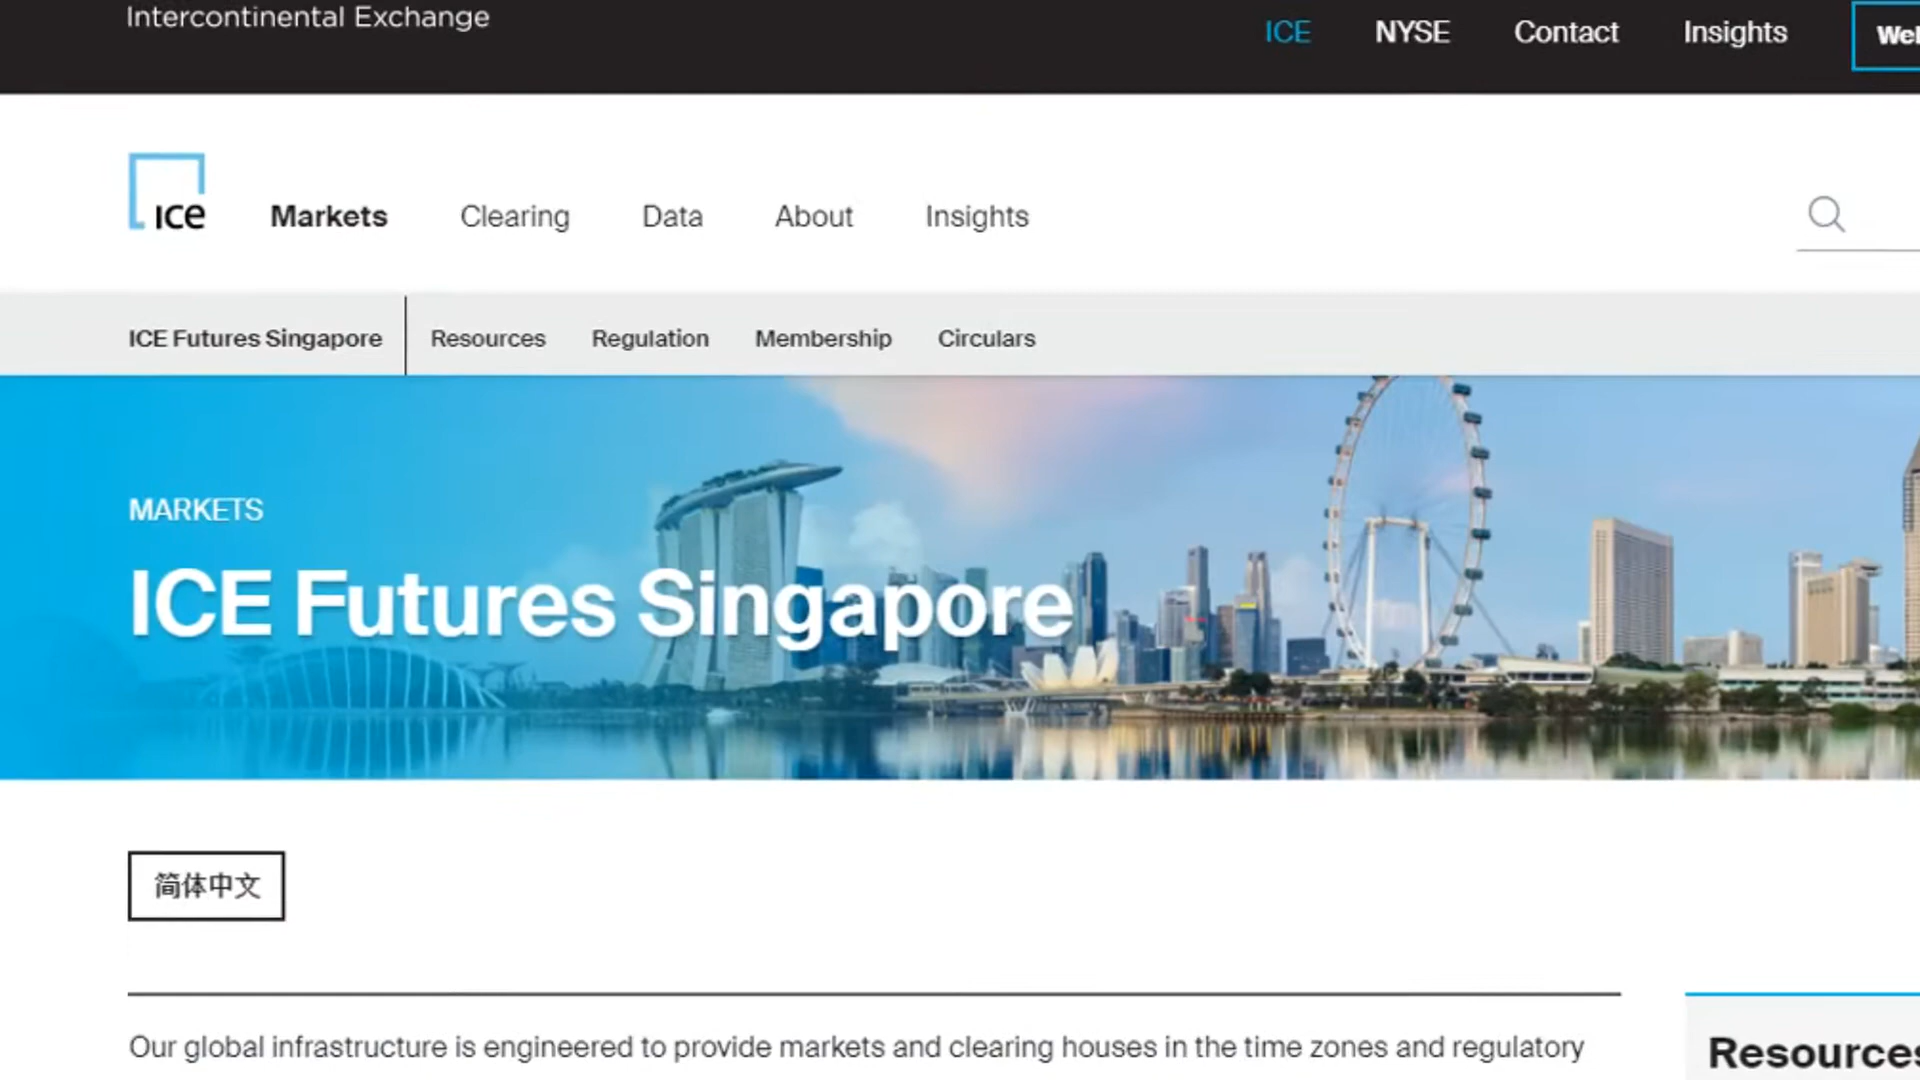 Intercontinental Exchange
ICE NYSE Contact Insights
ice Markets Clearing Data About Insights
ICE Futures Singapore Resources Regulation Membership Circulars
MARKETS
ICE Futures Singapore
简体中文
Our global infrastructure is engineered to provide markets and clearing houses in the time zones and regulatory
Resources